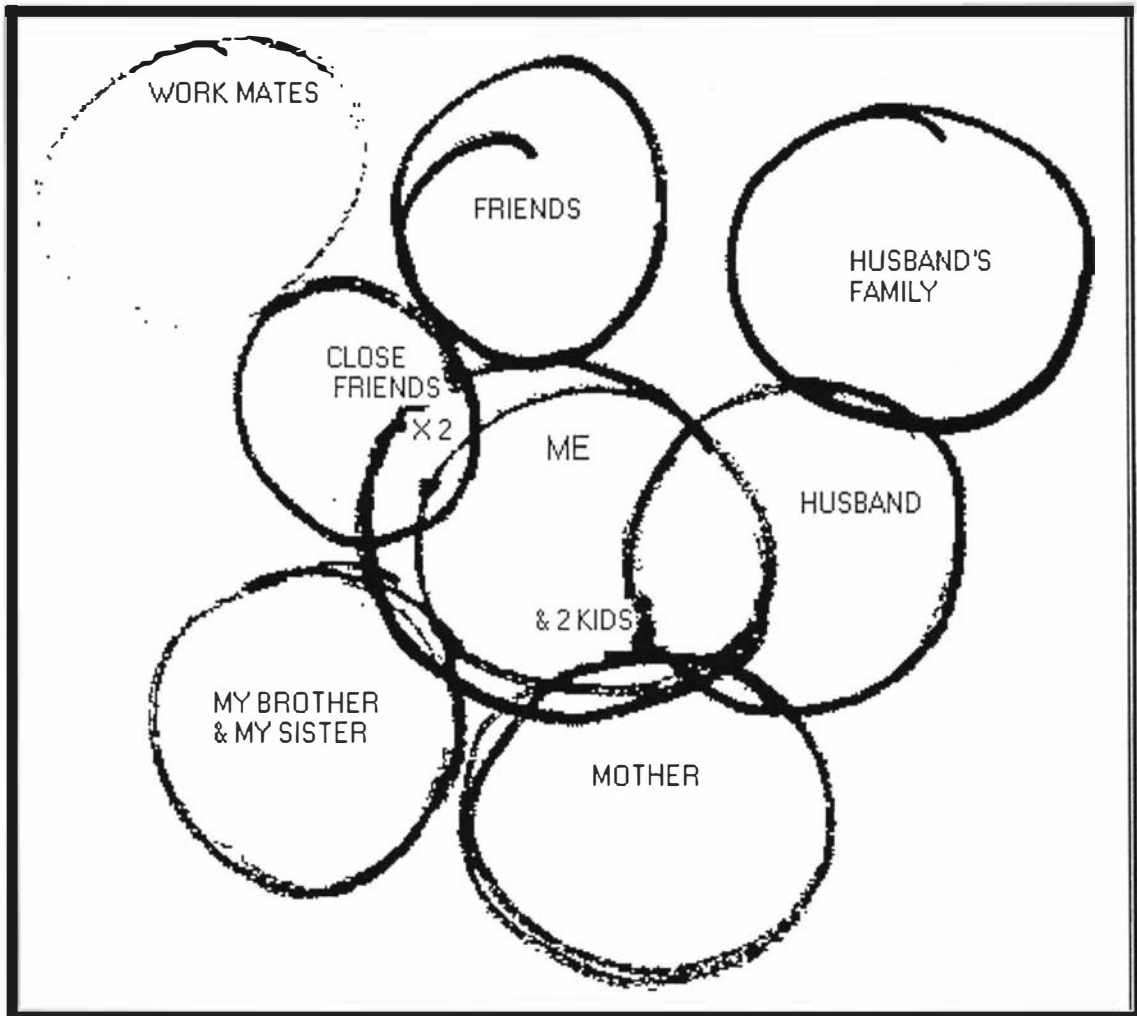 WORK MATES
FRIENDS
HUSBAND'S
FAMILY
CLOSE
FRIENDS
X 2
ME
HUSBAND
& 2 KIDS
MY BROTHER
& MY SISTER
MOTHER